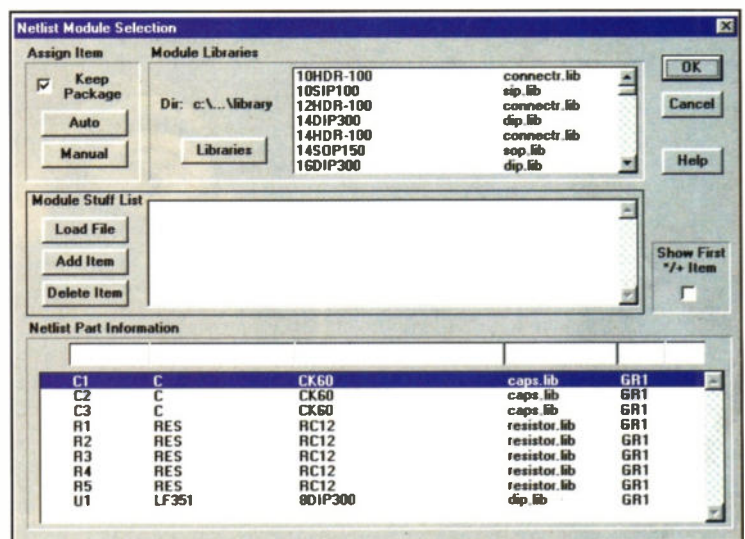 Netlist Module Selection
Assign Item
Keep Package
Auto
Manual
Module Libraries
Dir: c:\...\library
Libraries
10HDR-100 connectr.lib
10SIP100 sip.lib
12HDR-100 connectr.lib
14DIP300 dip.lib
14HDR-100 connectr.lib
14SOP150 sop.lib
16DIP300 dip.lib
OK
Cancel
Help
Module Stuff List
Load File
Add Item
Delete Item
Show First
*/+ Item
Netlist Part Information
C1 C CK60 caps.lib GR1
C2 C CK60 caps.lib GR1
C3 C CK60 caps.lib GR1
R1 RES RC12 resistor.lib GR1
R2 RES RC12 resistor.lib GR1
R3 RES RC12 resistor.lib GR1
R4 RES RC12 resistor.lib GR1
R5 RES RC12 resistor.lib GR1
U1 LF351 8DIP300 dip.lib GR1